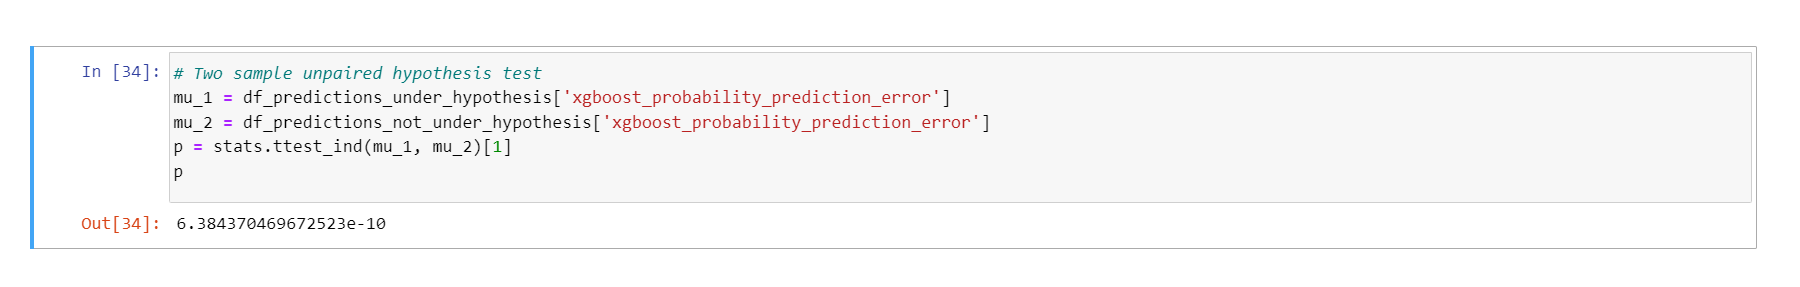 In [34]: # Two sample unpaired hypothesis test
mu_1 = df_predictions_under_hypothesis['xgboost_probability_prediction_error']
mu_2 = df_predictions_not_under_hypothesis['xgboost_probability_prediction_error']
p = stats.ttest_ind(mu_1, mu_2)[1]
p
Out[34]: 6.384370469672523e-10